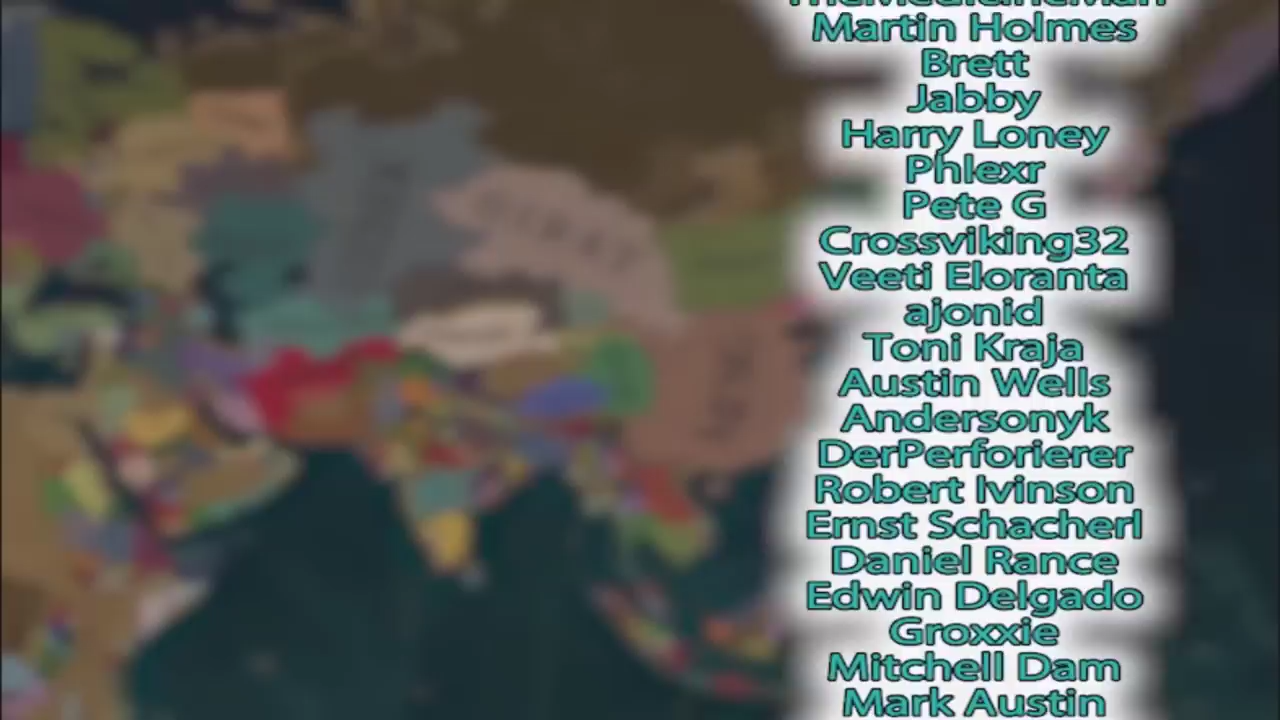 TheMedicineMan
Martin Holmes
Brett
Jabby
Harry Loney
Phlexr
Pete G
Crossviking32
Veeti Eloranta
ajonid
Toni Kraja
Austin Wells
Andersonyk
DerPerforierer
Robert Ivinson
Ernst Schacherl
Daniel Rance
Edwin Delgado
Groxxie
Mitchell Dam
Mark Austin